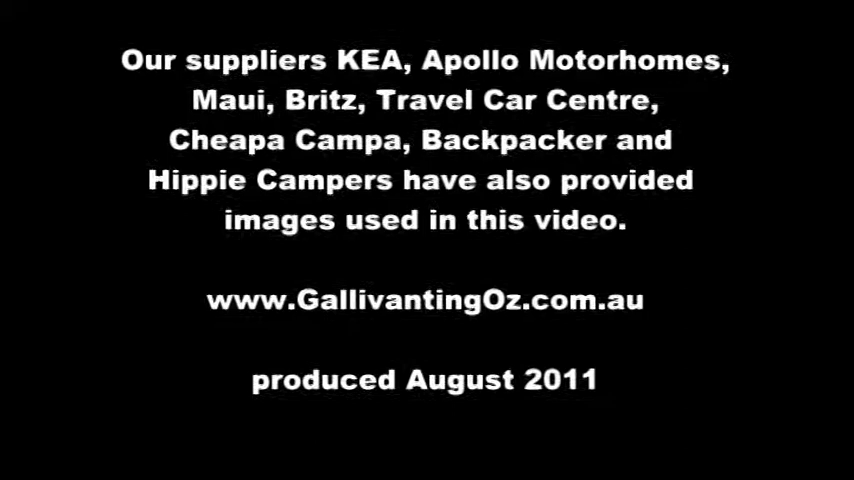 Our suppliers KEA, Apollo Motorhomes,
Maui, Britz, Travel Car Centre,
Cheapa Campa, Backpacker and
Hippie Campers have also provided
images used in this video.
www.GallivantingOz.com.au
produced August 2011